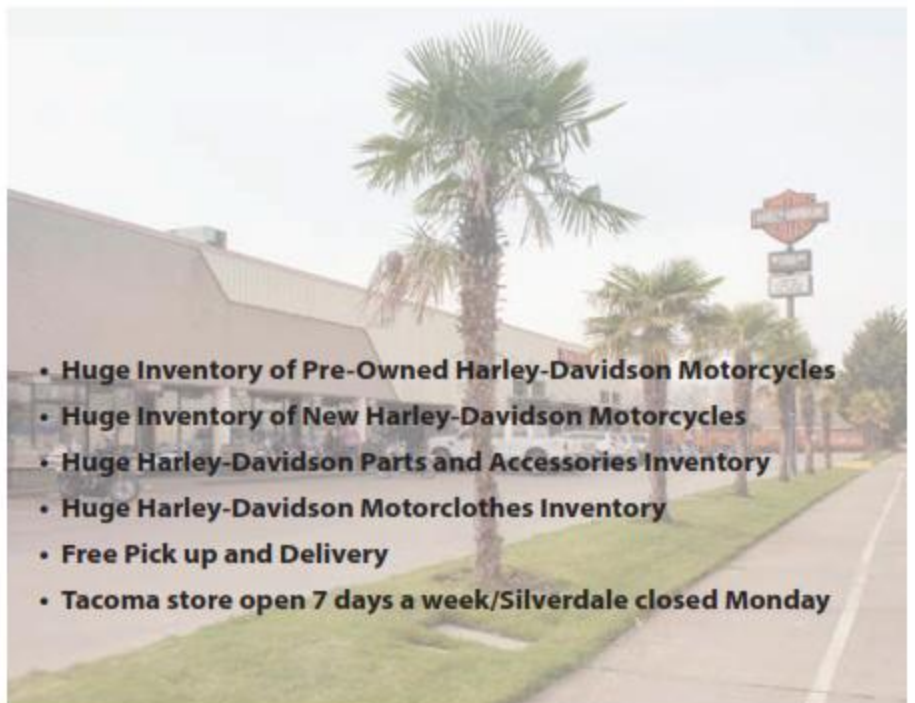 • Huge Inventory of Pre-Owned Harley-Davidson Motorcycles
• Huge Inventory of New Harley-Davidson Motorcycles
• Huge Harley-Davidson Parts and Accessories Inventory
• Huge Harley-Davidson Motorclothes Inventory
• Free Pick up and Delivery
• Tacoma store open 7 days a week/Silverdale closed Monday